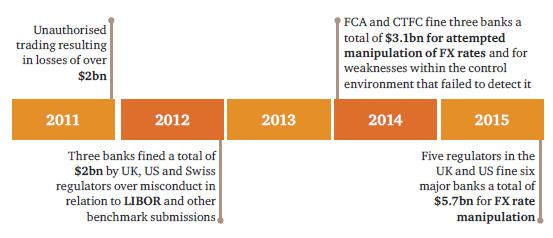 Unauthorised
trading resulting
in losses of over
$2bn
FCA and CTFC fine three banks a
total of $3.1bn for attempted
manipulation of FX rates and for
weaknesses within the control
environment that failed to detect it
2011
2012
2013
2014
2015
Three banks fined a total of
$2bn by UK, US and Swiss
regulators over misconduct in
relation to LIBOR and other
benchmark submissions
Five regulators in the
UK and US fine six
major banks a total of
$5.7bn for FX rate
manipulation